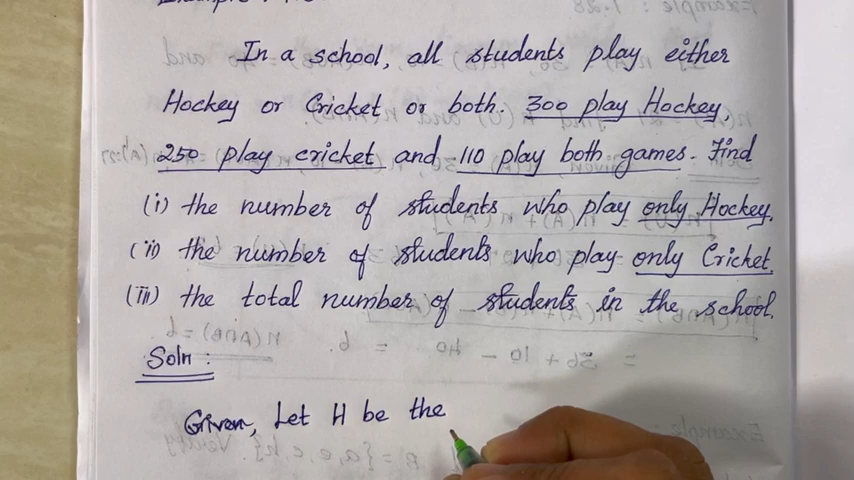 In a school, all students play either
Hockey or Cricket or both. 300 play Hockey,
250 play cricket and 110 play both games. Find
(i) the number of students who play only Hockey.
(ii) the number of students who play only Cricket
(iii) the total number of students in the school.
Soln :
Given, Let H be the